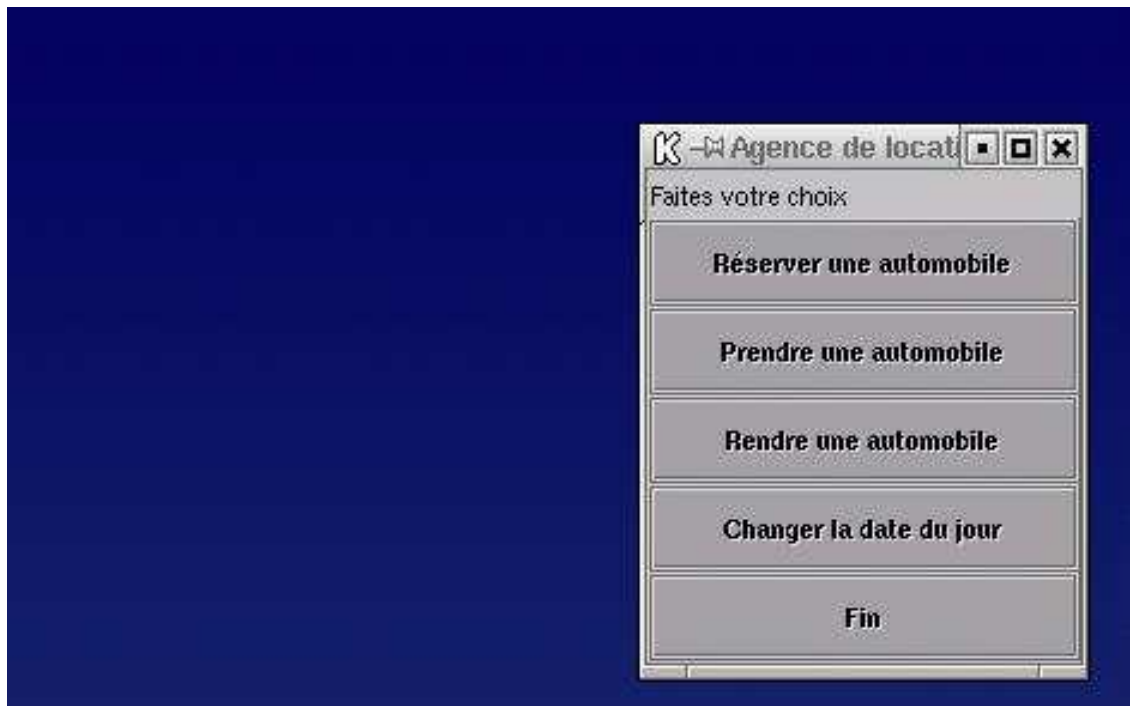 Agence de locati
Faites votre choix
Réserver une automobile
Prendre une automobile
Rendre une automobile
Changer la date du jour
Fin